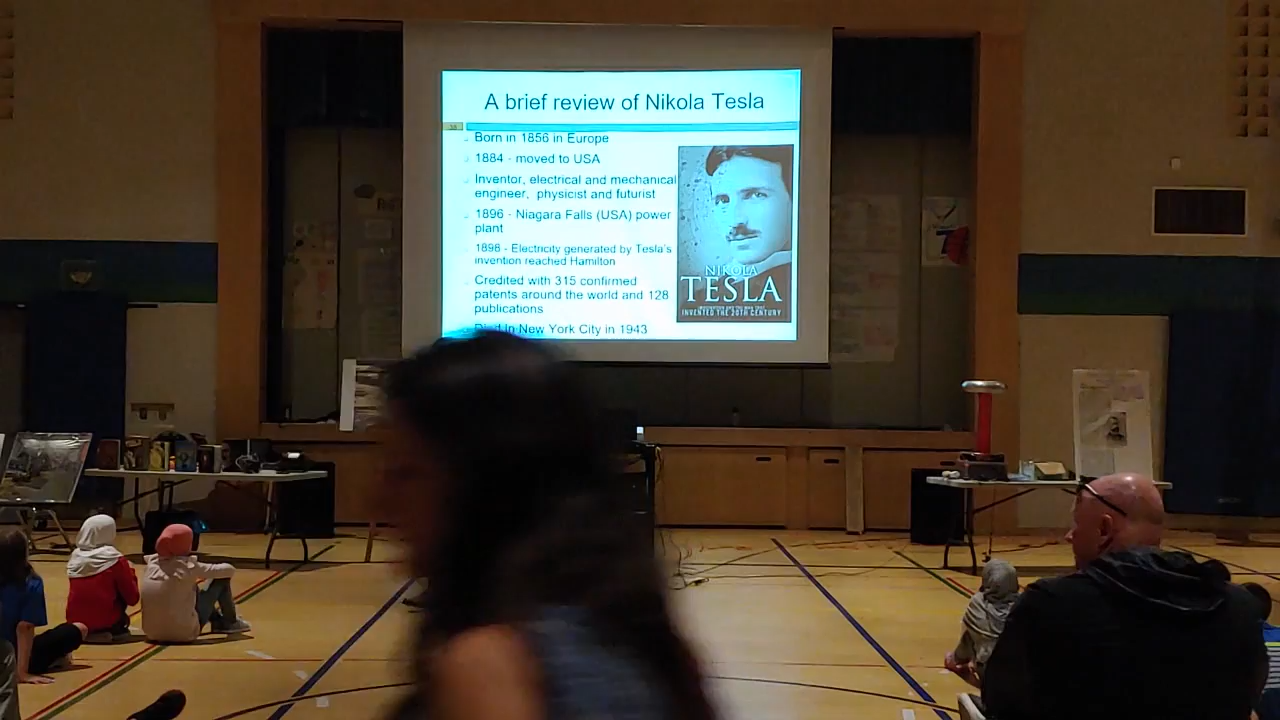 A brief review of Nikola Tesla
Born in 1856 in Europe
1884 - moved to USA
Inventor, electrical and mechanical
engineer, physicist and futurist
1896 - Niagara Falls (USA) power
plant
1898 - Electricity generated by Tesla's
invention reached Hamilton
Credited with 315 confirmed
patents around the world and 128
publications
Died In New York City in 1943
NIKOLA
TESLA
INVENTED THE 20TH CENTURY